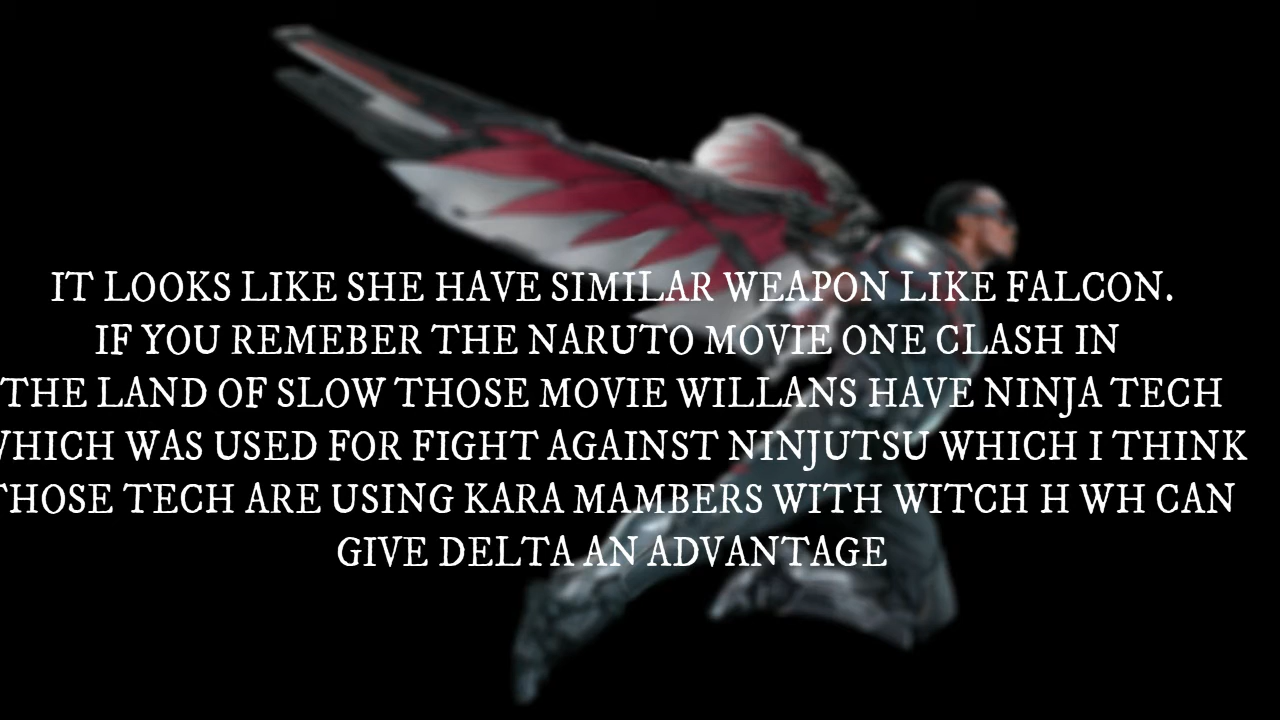 IT LOOKS LIKE SHE HAVE SIMILAR WEAPON LIKE FALCON.
IF YOU REMEBER THE NARUTO MOVIE ONE CLASH IN
THE LAND OF SLOW THOSE MOVIE WILLANS HAVE NINJA TECH
WHICH WAS USED FOR FIGHT AGAINST NINJUTSU WHICH I THINK
THOSE TECH ARE USING KARA MAMBERS WITH WITCH H WH CAN
GIVE DELTA AN ADVANTAGE